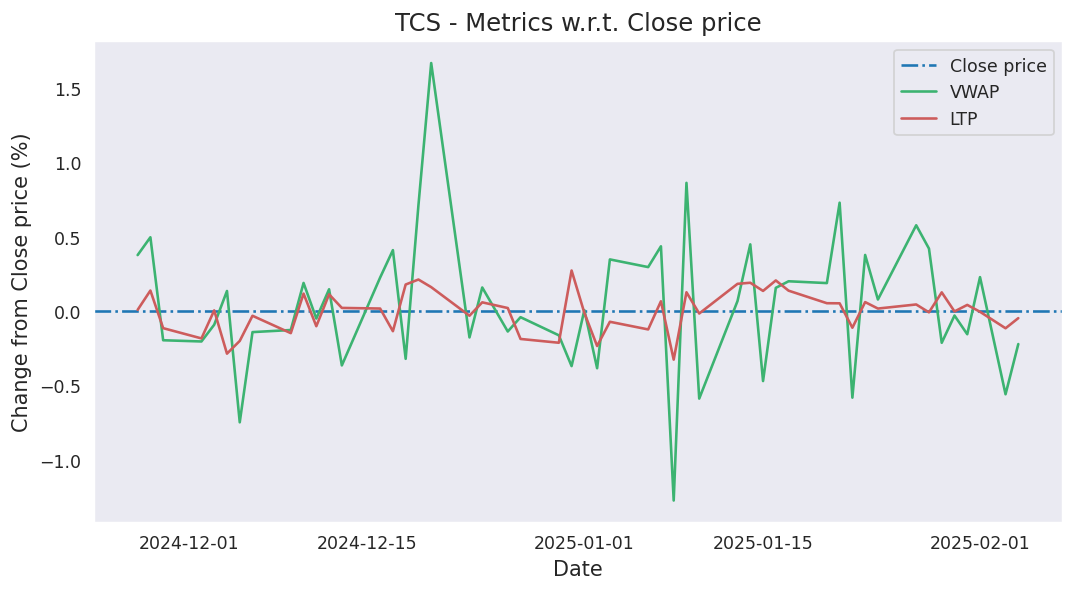 TCS - Metrics w.r.t. Close price
Close price
VWAP
LTP
Change from Close price (%)
1.5
1.0
0.5
0.0
−0.5
−1.0
2024-12-01 2024-12-15 2025-01-01 2025-01-15 2025-02-01
Date